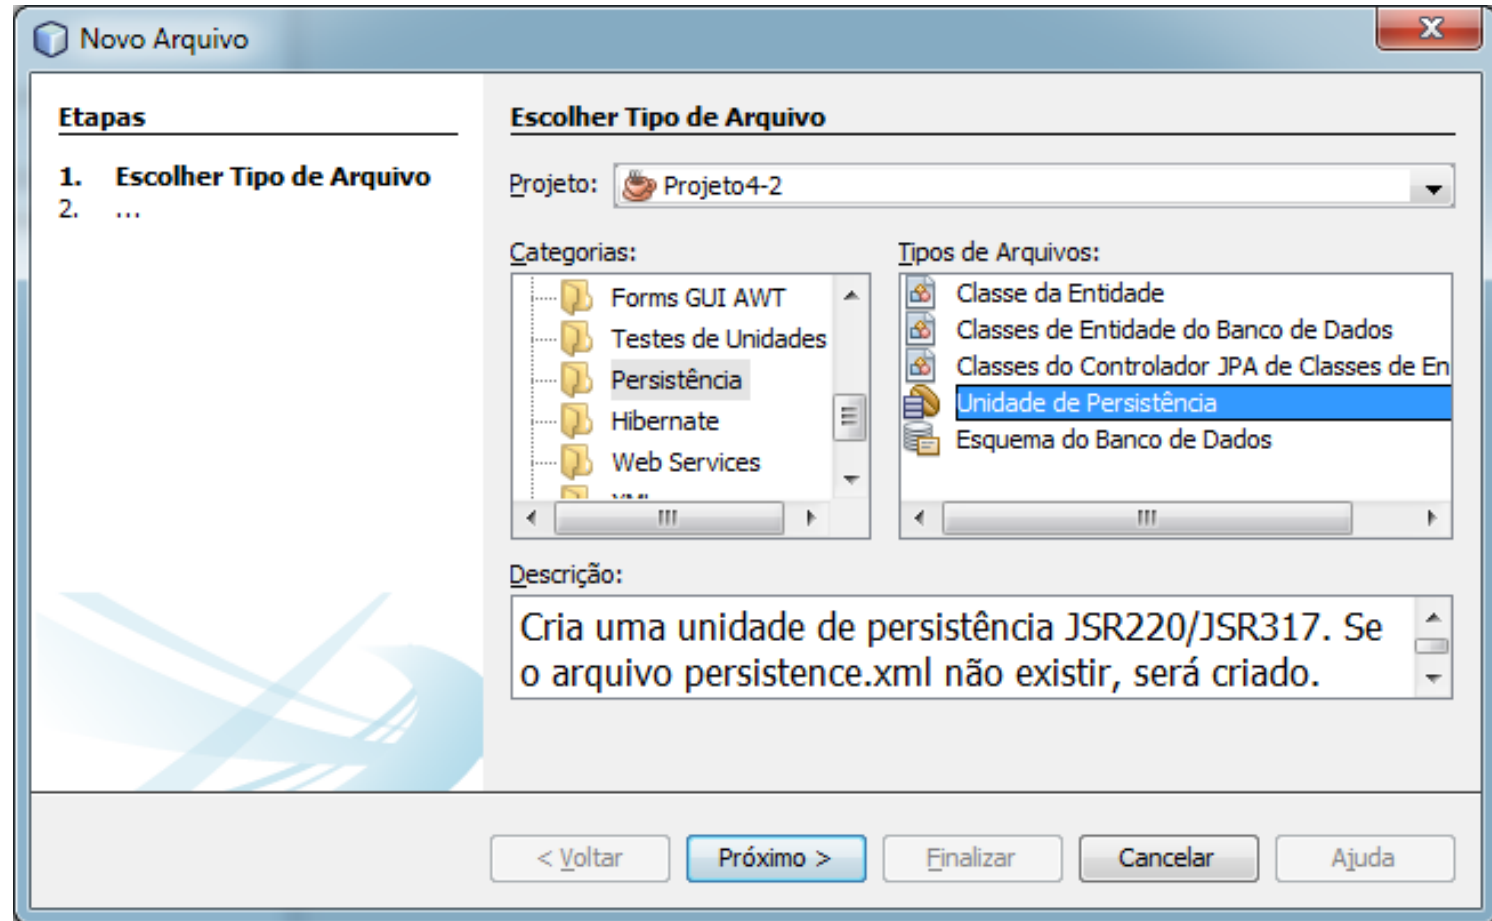 Novo Arquivo
Etapas
1. Escolher Tipo de Arquivo
2. ...
Escolher Tipo de Arquivo
Projeto: Projeto4-2
Categorias:
Forms GUI AWT
Testes de Unidades
Persistência
Hibernate
Web Services
Tipos de Arquivos:
Classe da Entidade
Classes de Entidade do Banco de Dados
Classes do Controlador JPA de Classes de En
Unidade de Persistência
Esquema do Banco de Dados
Descrição:
Cria uma unidade de persistência JSR220/JSR317. Se
o arquivo persistence.xml não existir, será criado.
< Voltar Próximo > Finalizar Cancelar Ajuda